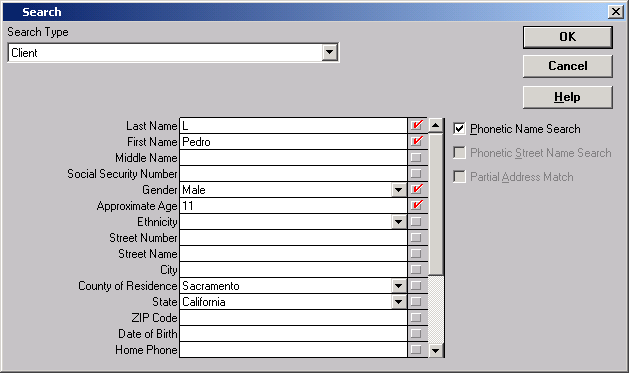 Search
Search Type
Client
OK
Cancel
Help
Last Name L
First Name Pedro
Middle Name
Social Security Number
Gender Male
Approximate Age 11
Ethnicity
Street Number
Street Name
City
County of Residence Sacramento
State California
ZIP Code
Date of Birth
Home Phone
Phonetic Name Search
Phonetic Street Name Search
Partial Address Match